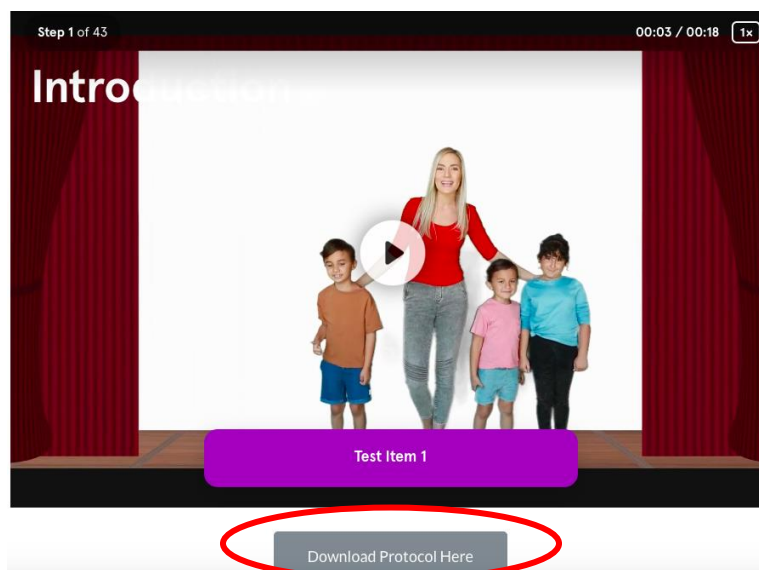 Step 1 of 43
00:03 / 00:18
1x
Introduction
Test Item 1
Download Protocol Here